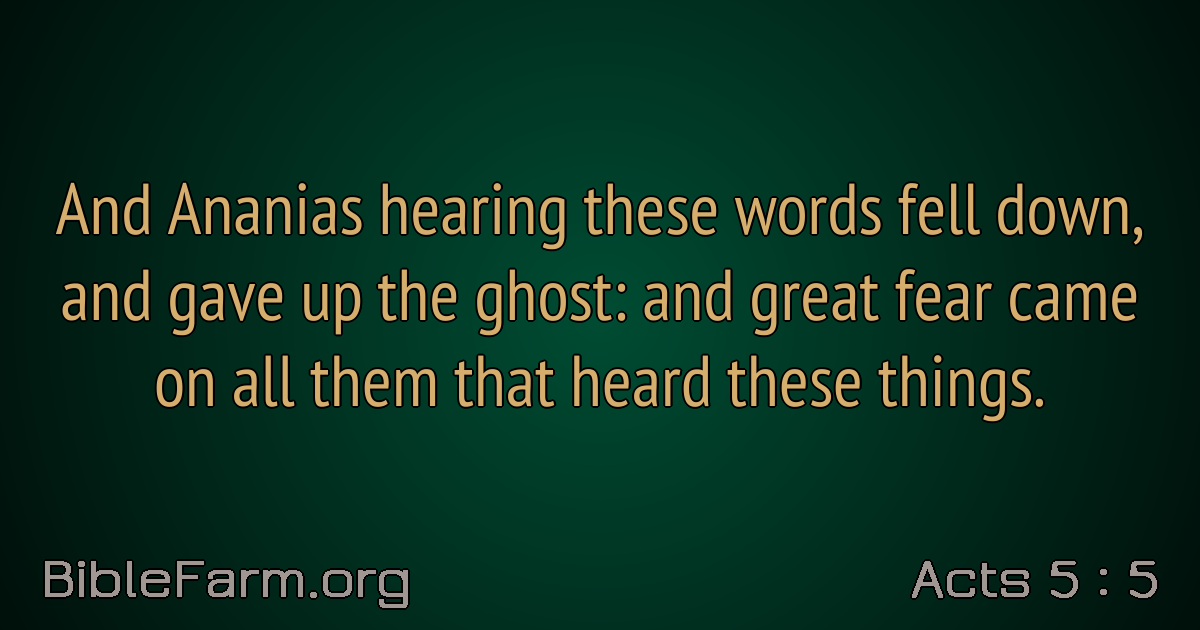 And Ananias hearing these words fell down,
and gave up the ghost: and great fear came
on all them that heard these things.
BibleFarm.org
Acts 5 : 5